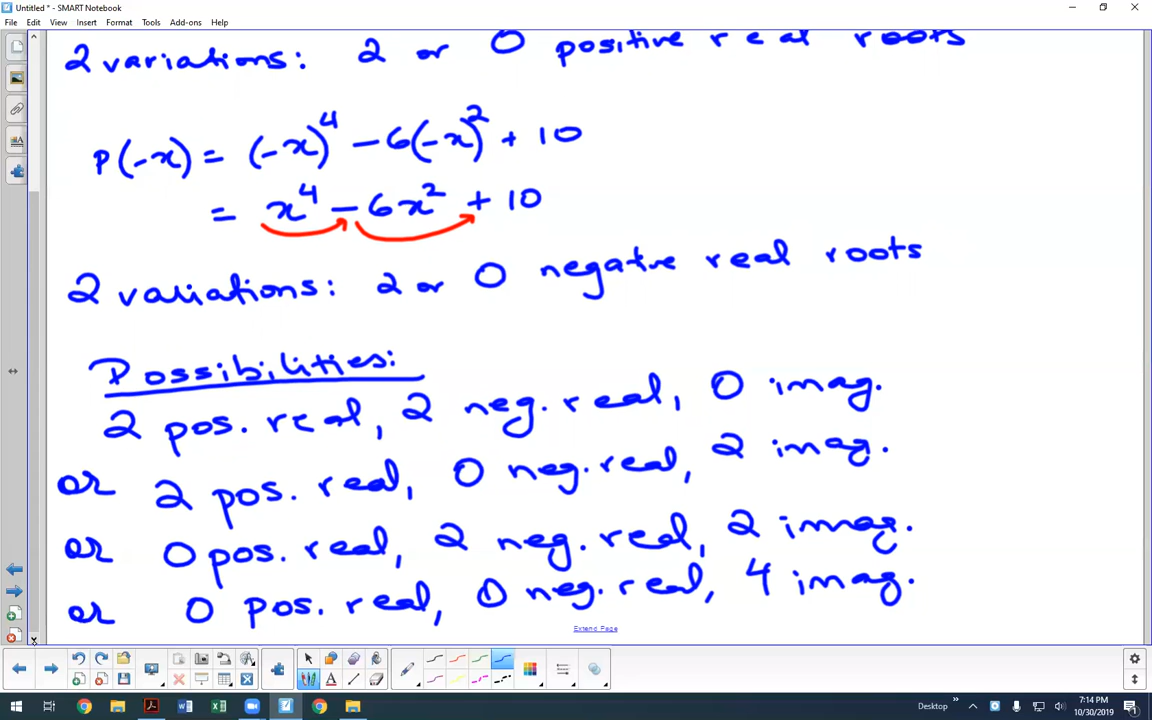 Untitled * - SMART Notebook
File Edit View Insert Format Tools Add-ons Help
2 variations: 2 or 0 positive real roots
P(-x) = (-x)^4 - 6(-x)^2 + 10
= x^4 - 6x^2 + 10
2 variations: 2 or 0 negative real roots
Possibilities:
2 pos. real, 2 neg. real, 0 imag.
or 2 pos. real, 0 neg. real, 2 imag.
or 0 pos. real, 2 neg. real, 2 imag.
or 0 pos. real, 0 neg. real, 4 imag.
Extend Page
Desktop
7:14 PM
10/30/2019